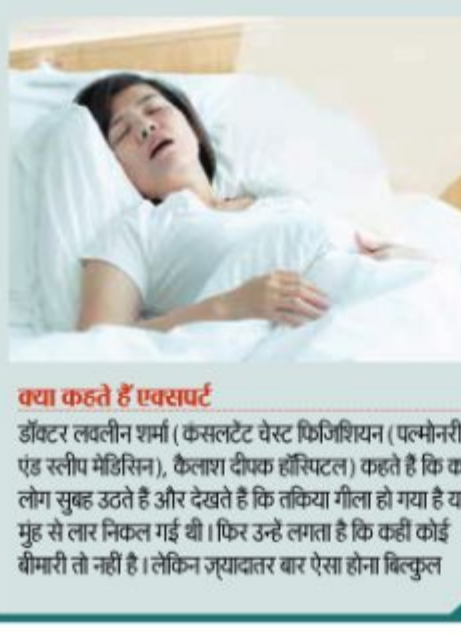 क्या कहते हैं एक्सपर्ट
डॉक्टर लवलीन शर्मा ( कंसलटेंट चेस्ट फिजिशियन ( पल्मोनरी
एंड स्लीप मेडिसिन), कैलाश दीपक हॉस्पिटल) कहते हैं कि क
लोग सुबह उठते हैं और देखते हैं कि तकिया गीला हो गया है य
मुंह से लार निकल गई थी । फिर उन्हें लगता है कि कहीं कोई
बीमारी तो नहीं है । लेकिन ज़्यादातर बार ऐसा होना बिल्कुल